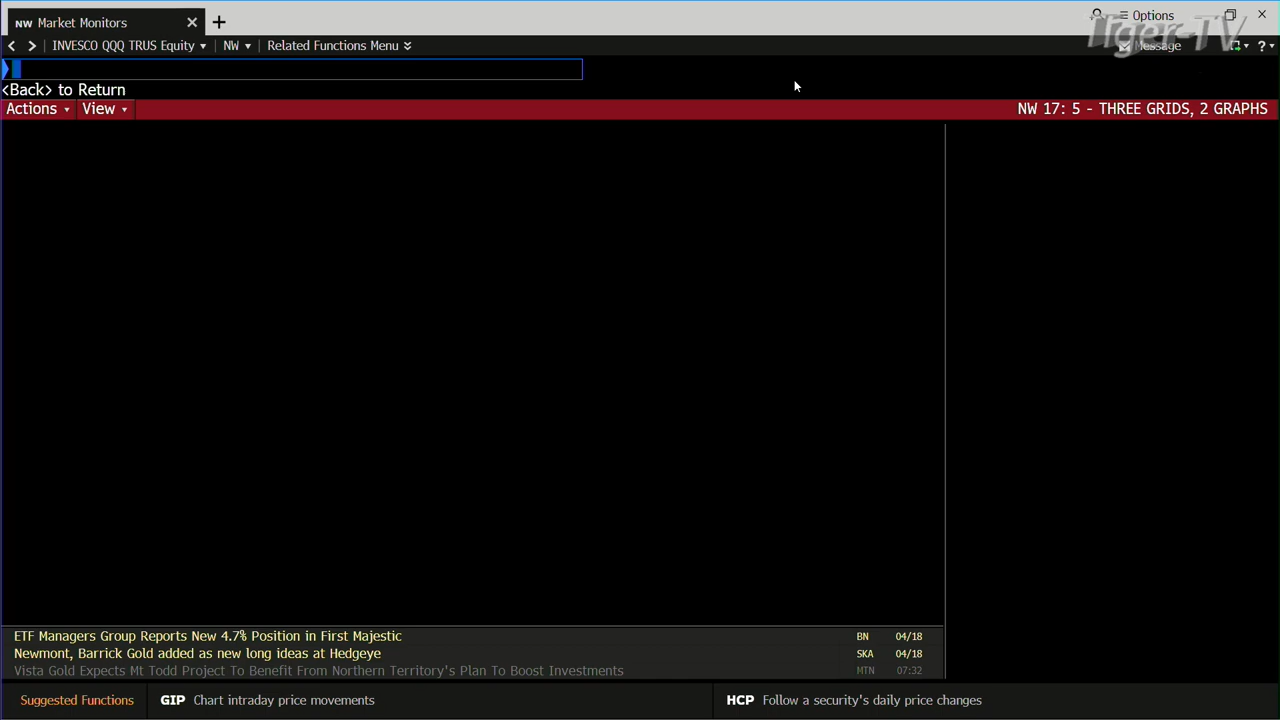 NW Market Monitors
Options
INVESCO QQQ TRUS Equity NW Related Functions Menu Message ?
Tiger-TV
<Back> to Return
Actions View NW 17: 5 - THREE GRIDS, 2 GRAPHS
ETF Managers Group Reports New 4.7% Position in First Majestic BN 04/18
Newmont, Barrick Gold added as new long ideas at Hedgeye SKA 04/18
Vista Gold Expects Mt Todd Project To Benefit From Northern Territory's Plan To Boost Investments MTN 07:32
Suggested Functions GIP Chart intraday price movements HCP Follow a security's daily price changes